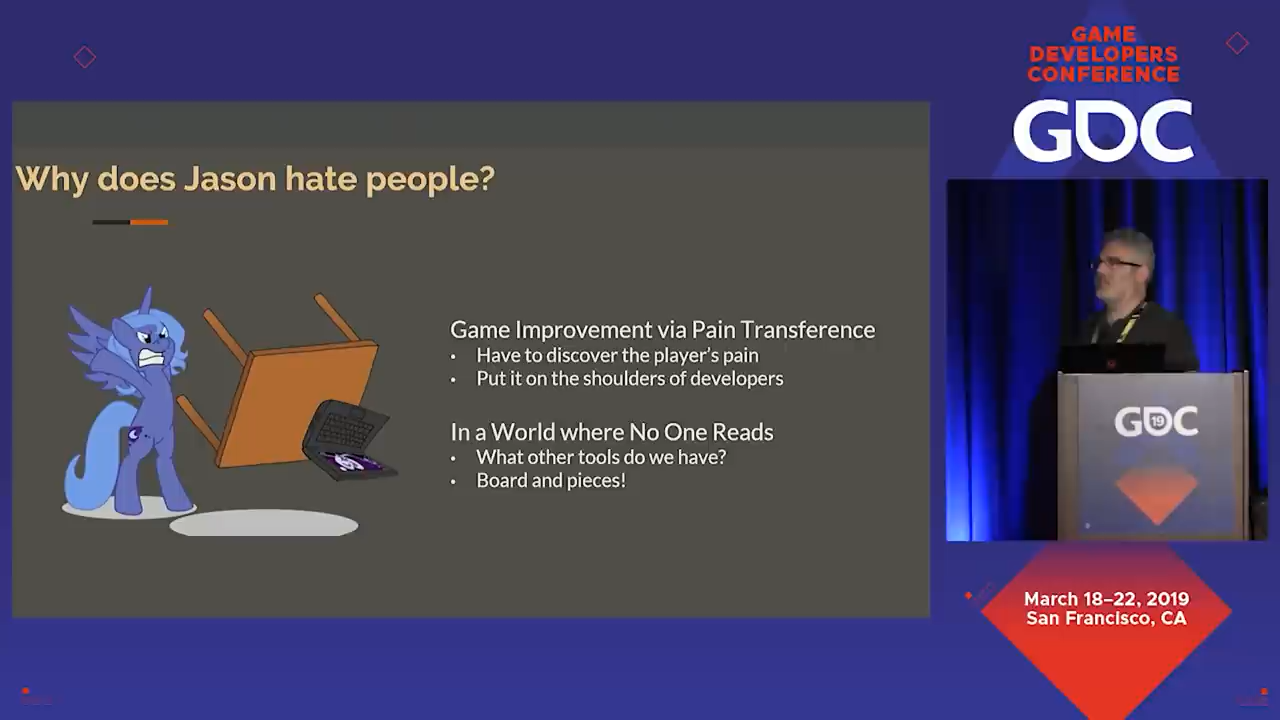 GAME
DEVELOPERS
CONFERENCE
GDC
Why does Jason hate people?
Game Improvement via Pain Transference
• Have to discover the player's pain
• Put it on the shoulders of developers
In a World where No One Reads
• What other tools do we have?
• Board and pieces!
GDC
19
March 18–22, 2019
San Francisco, CA